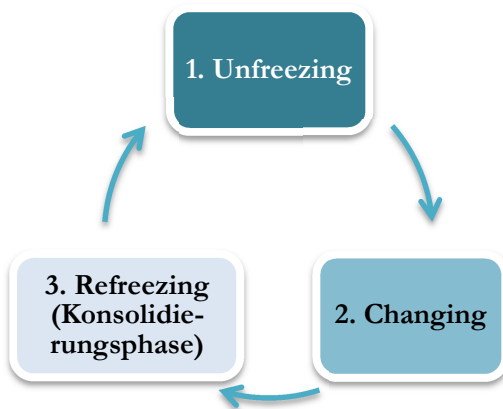 1. Unfreezing
2. Changing
3. Refreezing
(Konsolidie-
rungsphase)